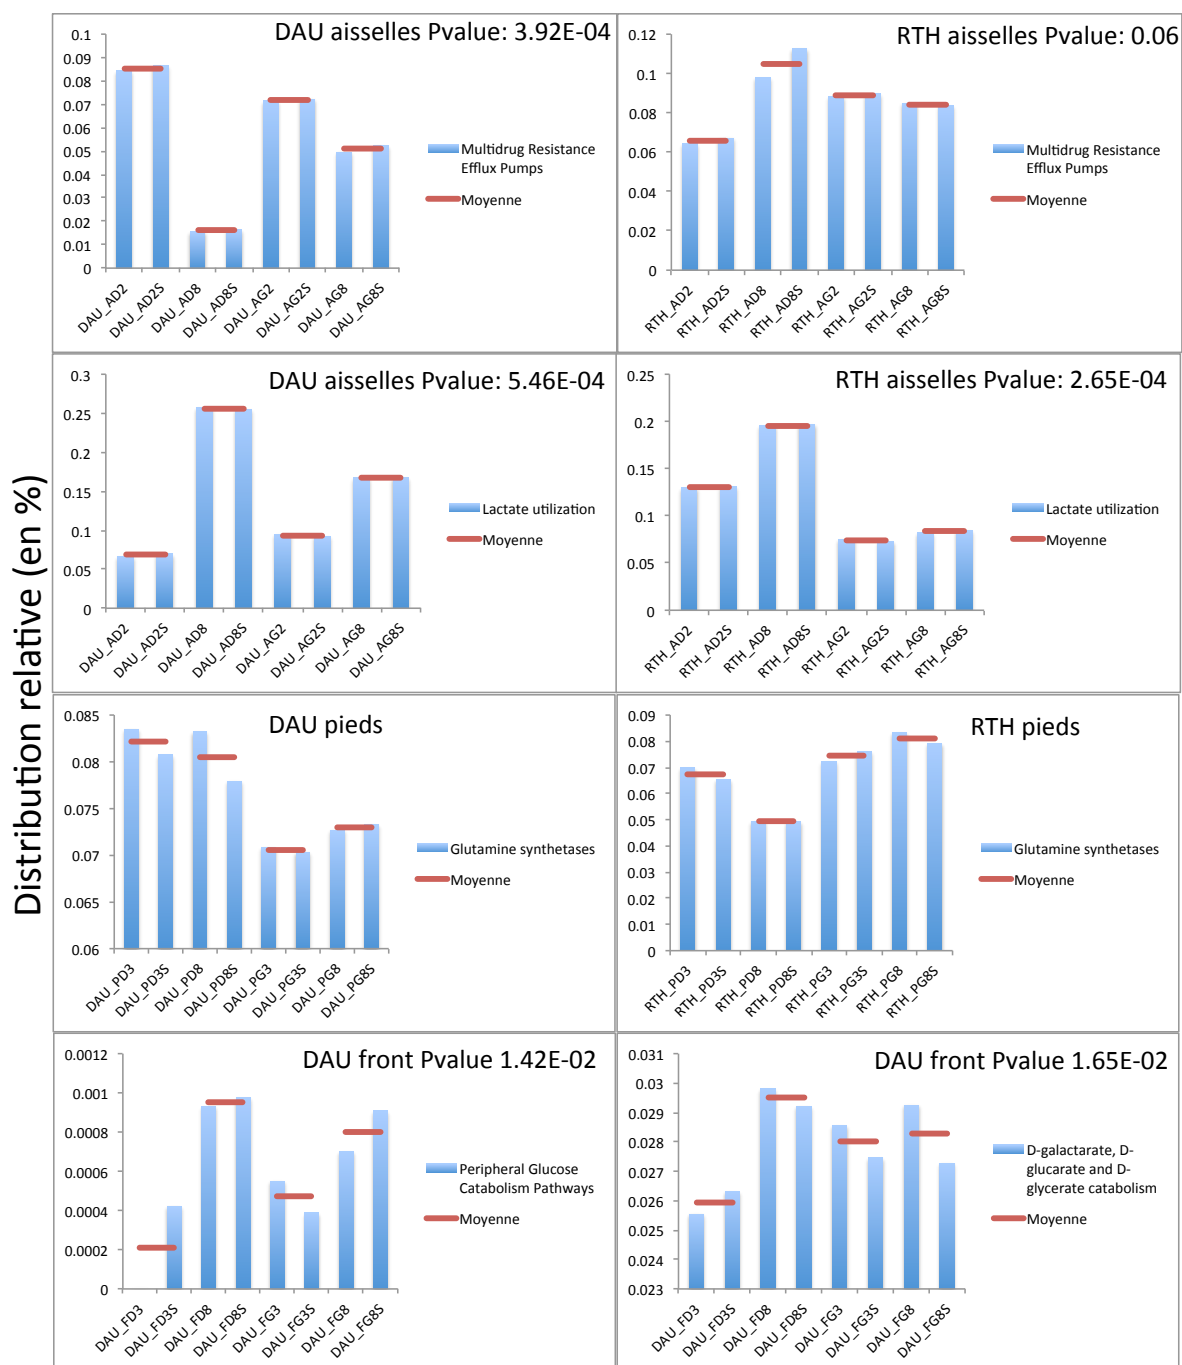 Distribution relative (en %)
DAU aisselles Pvalue: 3.92E-04
0.1
0.09
0.08
0.07
0.06
0.05
0.04
0.03
0.02
0.01
0
DAU_AD2
DAU_AD2S
DAU_AD8
DAU_AD8S
DAU_AG2
DAU_AG2S
DAU_AG8
DAU_AG8S
Multidrug Resistance
Efflux Pumps
Moyenne
RTH aisselles Pvalue: 0.06
0.12
0.1
0.08
0.06
0.04
0.02
0
RTH_AD2
RTH_AD2S
RTH_AD8
RTH_AD8S
RTH_AG2
RTH_AG2S
RTH_AG8
RTH_AG8S
Multidrug Resistance
Efflux Pumps
Moyenne
DAU aisselles Pvalue: 5.46E-04
0.3
0.25
0.2
0.15
0.1
0.05
0
DAU_AD2
DAU_AD2S
DAU_AD8
DAU_AD8S
DAU_AG2
DAU_AG2S
DAU_AG8
DAU_AG8S
Lactate utilization
Moyenne
RTH aisselles Pvalue: 2.65E-04
0.25
0.2
0.15
0.1
0.05
0
RTH_AD2
RTH_AD2S
RTH_AD8
RTH_AD8S
RTH_AG2
RTH_AG2S
RTH_AG8
RTH_AG8S
Lactate utilization
Moyenne
DAU pieds
0.085
0.08
0.075
0.07
0.065
0.06
DAU_PD3
DAU_PD3S
DAU_PD8
DAU_PD8S
DAU_PG3
DAU_PG3S
DAU_PG8
DAU_PG8S
Glutamine synthetases
Moyenne
RTH pieds
0.09
0.08
0.07
0.06
0.05
0.04
0.03
0.02
0.01
0
RTH_PD3
RTH_PD3S
RTH_PD8
RTH_PD8S
RTH_PG3
RTH_PG3S
RTH_PG8
RTH_PG8S
Glutamine synthetases
Moyenne
DAU front Pvalue 1.42E-02
0.0012
0.001
0.0008
0.0006
0.0004
0.0002
0
DAU_FD3
DAU_FD3S
DAU_FD8
DAU_FD8S
DAU_FG3
DAU_FG3S
DAU_FG8
DAU_FG8S
Peripheral Glucose
Catabolism Pathways
Moyenne
DAU front Pvalue 1.65E-02
0.031
0.03
0.029
0.028
0.027
0.026
0.025
0.024
0.023
DAU_FD3
DAU_FD3S
DAU_FD8
DAU_FD8S
DAU_FG3
DAU_FG3S
DAU_FG8
DAU_FG8S
D-galactarate, D-
glucarate and D-
glycerate catabolism
Moyenne